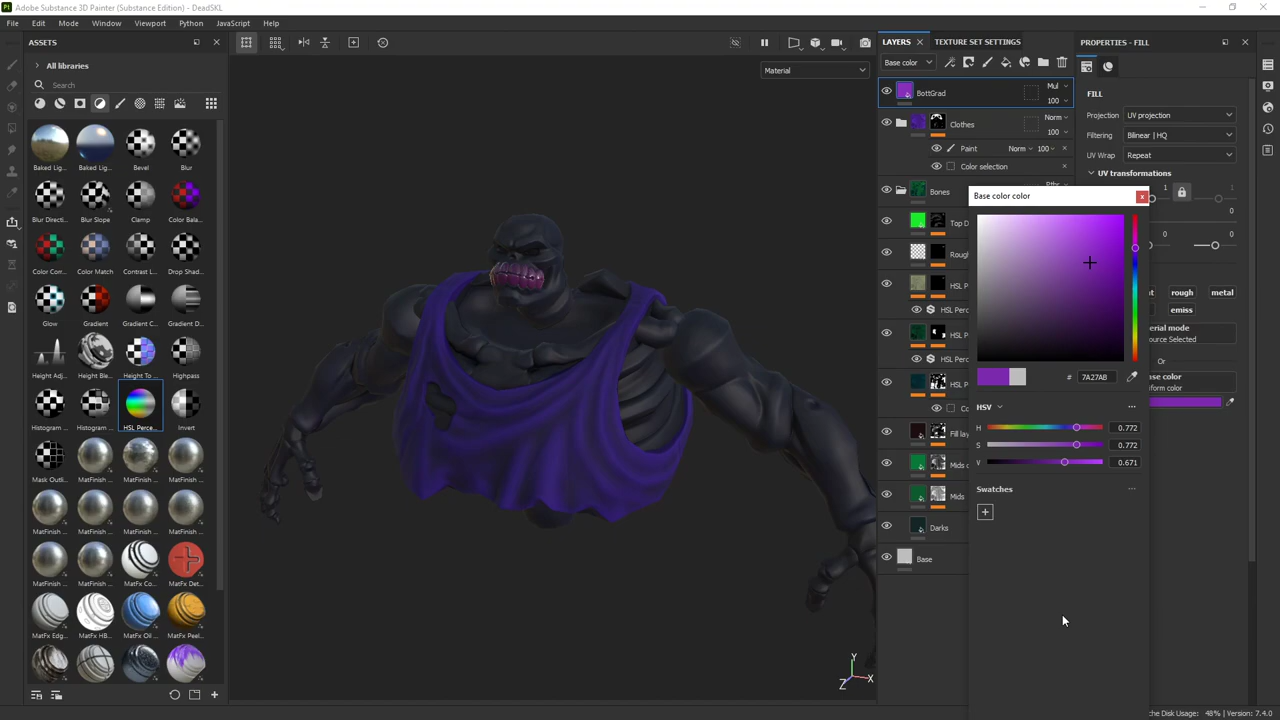 Adobe Substance 3D Painter (Substance Edition) - DeadSKL
File Edit Mode Window Viewport Python JavaScript Help
ASSETS
All libraries
Search
Baked Lig... Baked Lig... Bevel Blur
Blur Directi... Blur Slope Clamp Color Bala...
Color Corr... Color Match Contrast L... Drop Shad...
Glow Gradient Gradient C... Gradient D...
Height Adj... Height Ble... Height To ... Highpass
Histogram ... Histogram ... HSL Perce... Invert
Mask Outli... MatFinish ... MatFinish ... MatFinish ...
MatFinish ... MatFinish ... MatFinish ... MatFinish ...
MatFinish ... MatFinish ... MatFx Co... MatFx Det...
MatFx Edg... MatFx HB... MatFx Oil ... MatFx Peel...
Material
Y
Z
X
LAYERS
TEXTURE SET SETTINGS
Base color
BottGrad
Mul
100
Clothes
Norm
100
Paint
Norm
100
Color selection
Bones
Top D
Rough
HSL P
HSL Perc
HSL P
HSL Perc
HSL P
Co
Fill lay
Mids c
Mids
Darks
Base
PROPERTIES - FILL
FILL
Projection UV projection
Filtering Bilinear | HQ
UV Wrap Repeat
UV transformations
1
1
0
0
rough metal
emiss
Or
Base color color
# 7A27AB
HSV
H 0.772
S 0.772
V 0.671
Swatches
Disk Usage: 48% | Version: 7.4.0